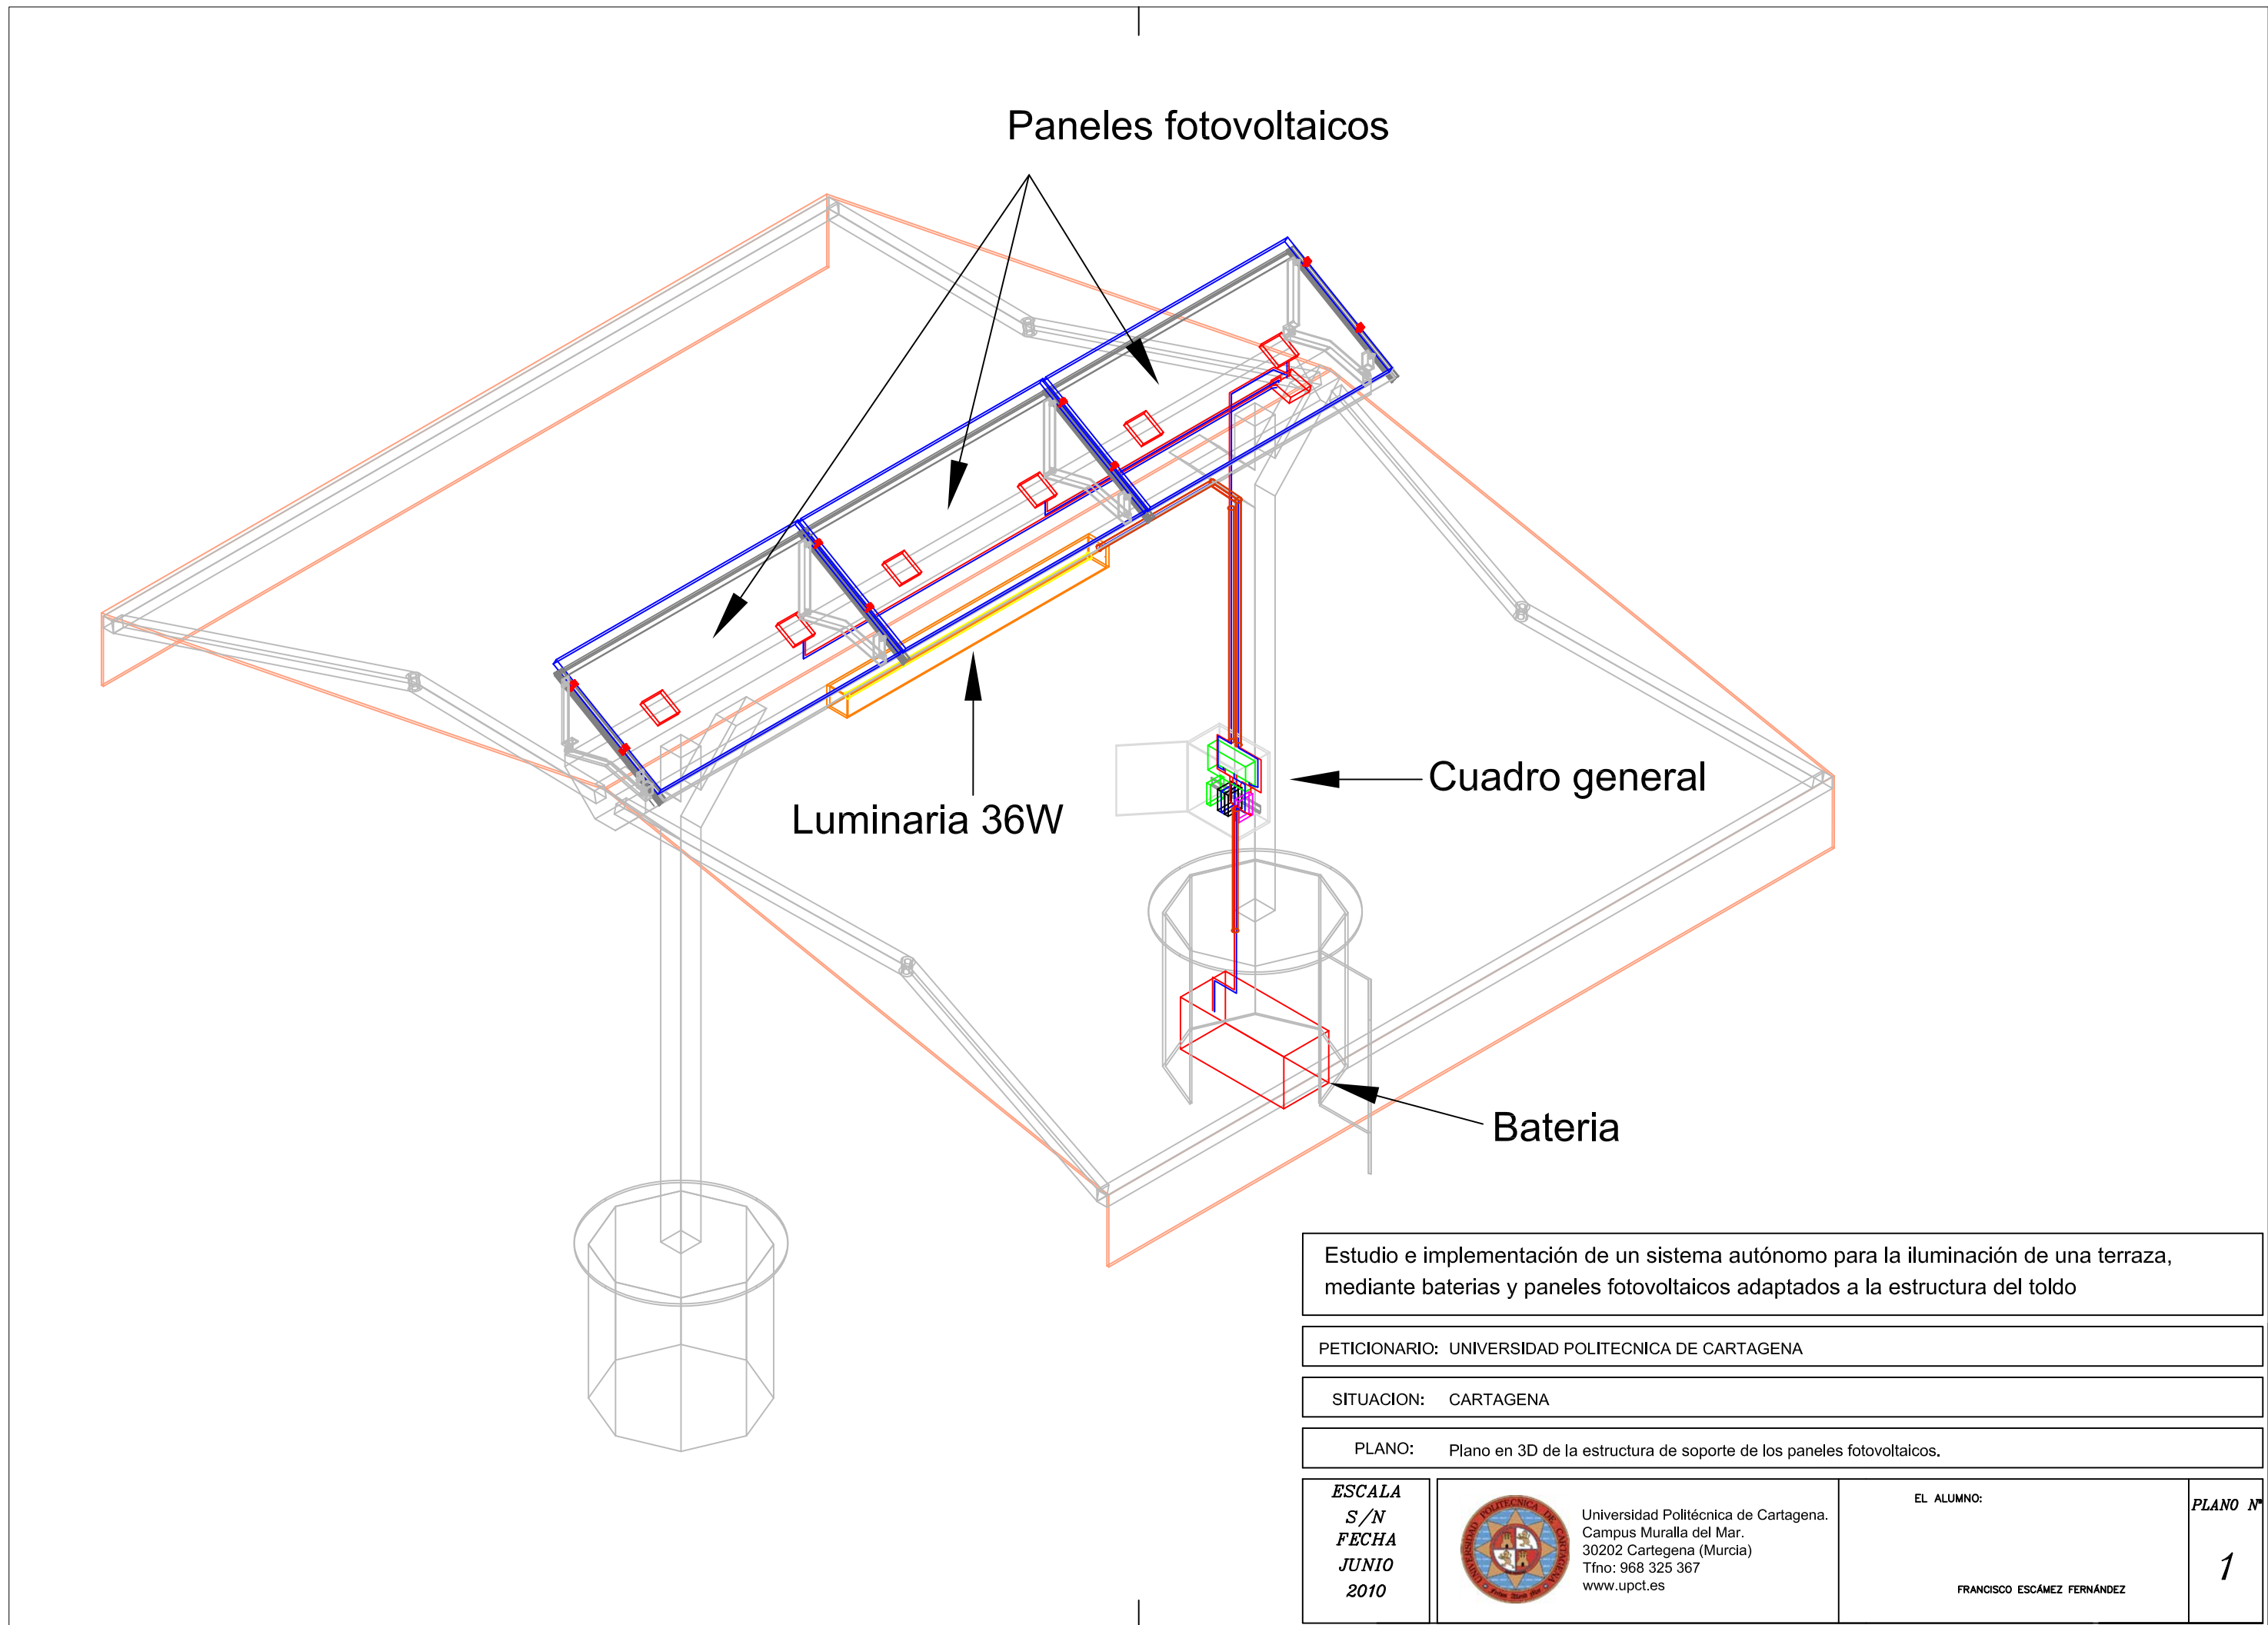 Paneles fotovoltaicos
Cuadro general
Luminaria 36W
Bateria
Estudio e implementación de un sistema autónomo para la iluminación de una terraza,
mediante baterias y paneles fotovoltaicos adaptados a la estructura del toldo
PETICIONARIO: UNIVERSIDAD POLITECNICA DE CARTAGENA
SITUACION: CARTAGENA
PLANO: Plano en 3D de la estructura de soporte de los paneles fotovoltaicos.
ESCALA
S/N
FECHA
JUNIO
2010
UNIVERSIDAD POLITECNICA DE CARTAGENA
Universidad Politécnica de Cartagena.
Campus Muralla del Mar.
30202 Cartegena (Murcia)
Tfno: 968 325 367
www.upct.es
EL ALUMNO:
FRANCISCO ESCÁMEZ FERNÁNDEZ
PLANO Nº
1